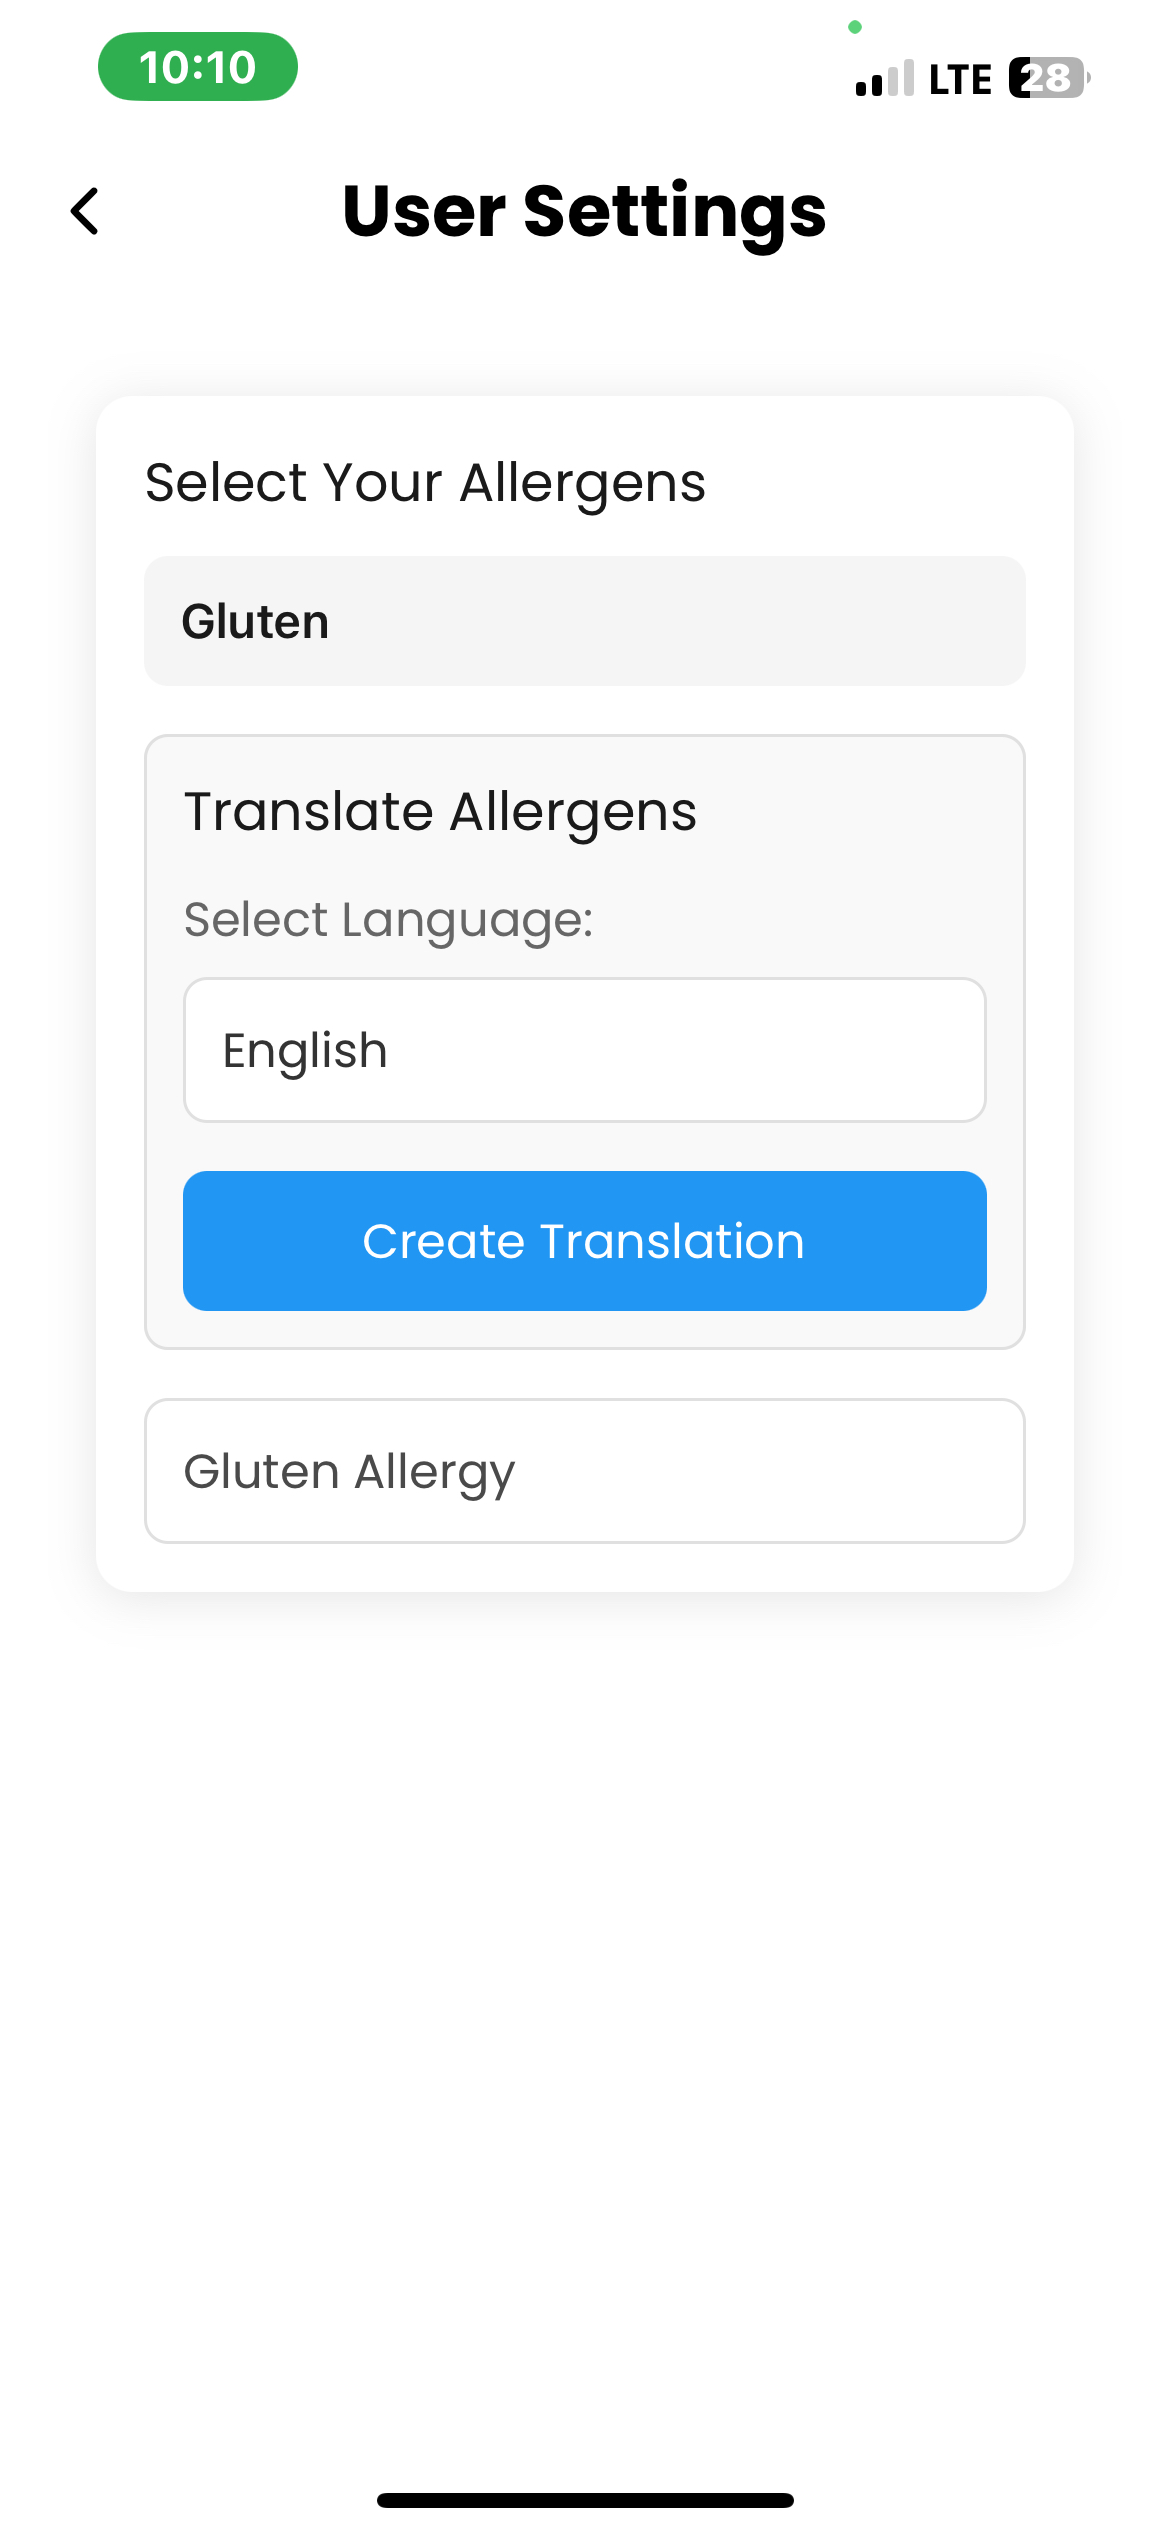 10:10
LTE 28
User Settings
Select Your Allergens
Gluten
Translate Allergens
Select Language:
English
Create Translation
Gluten Allergy